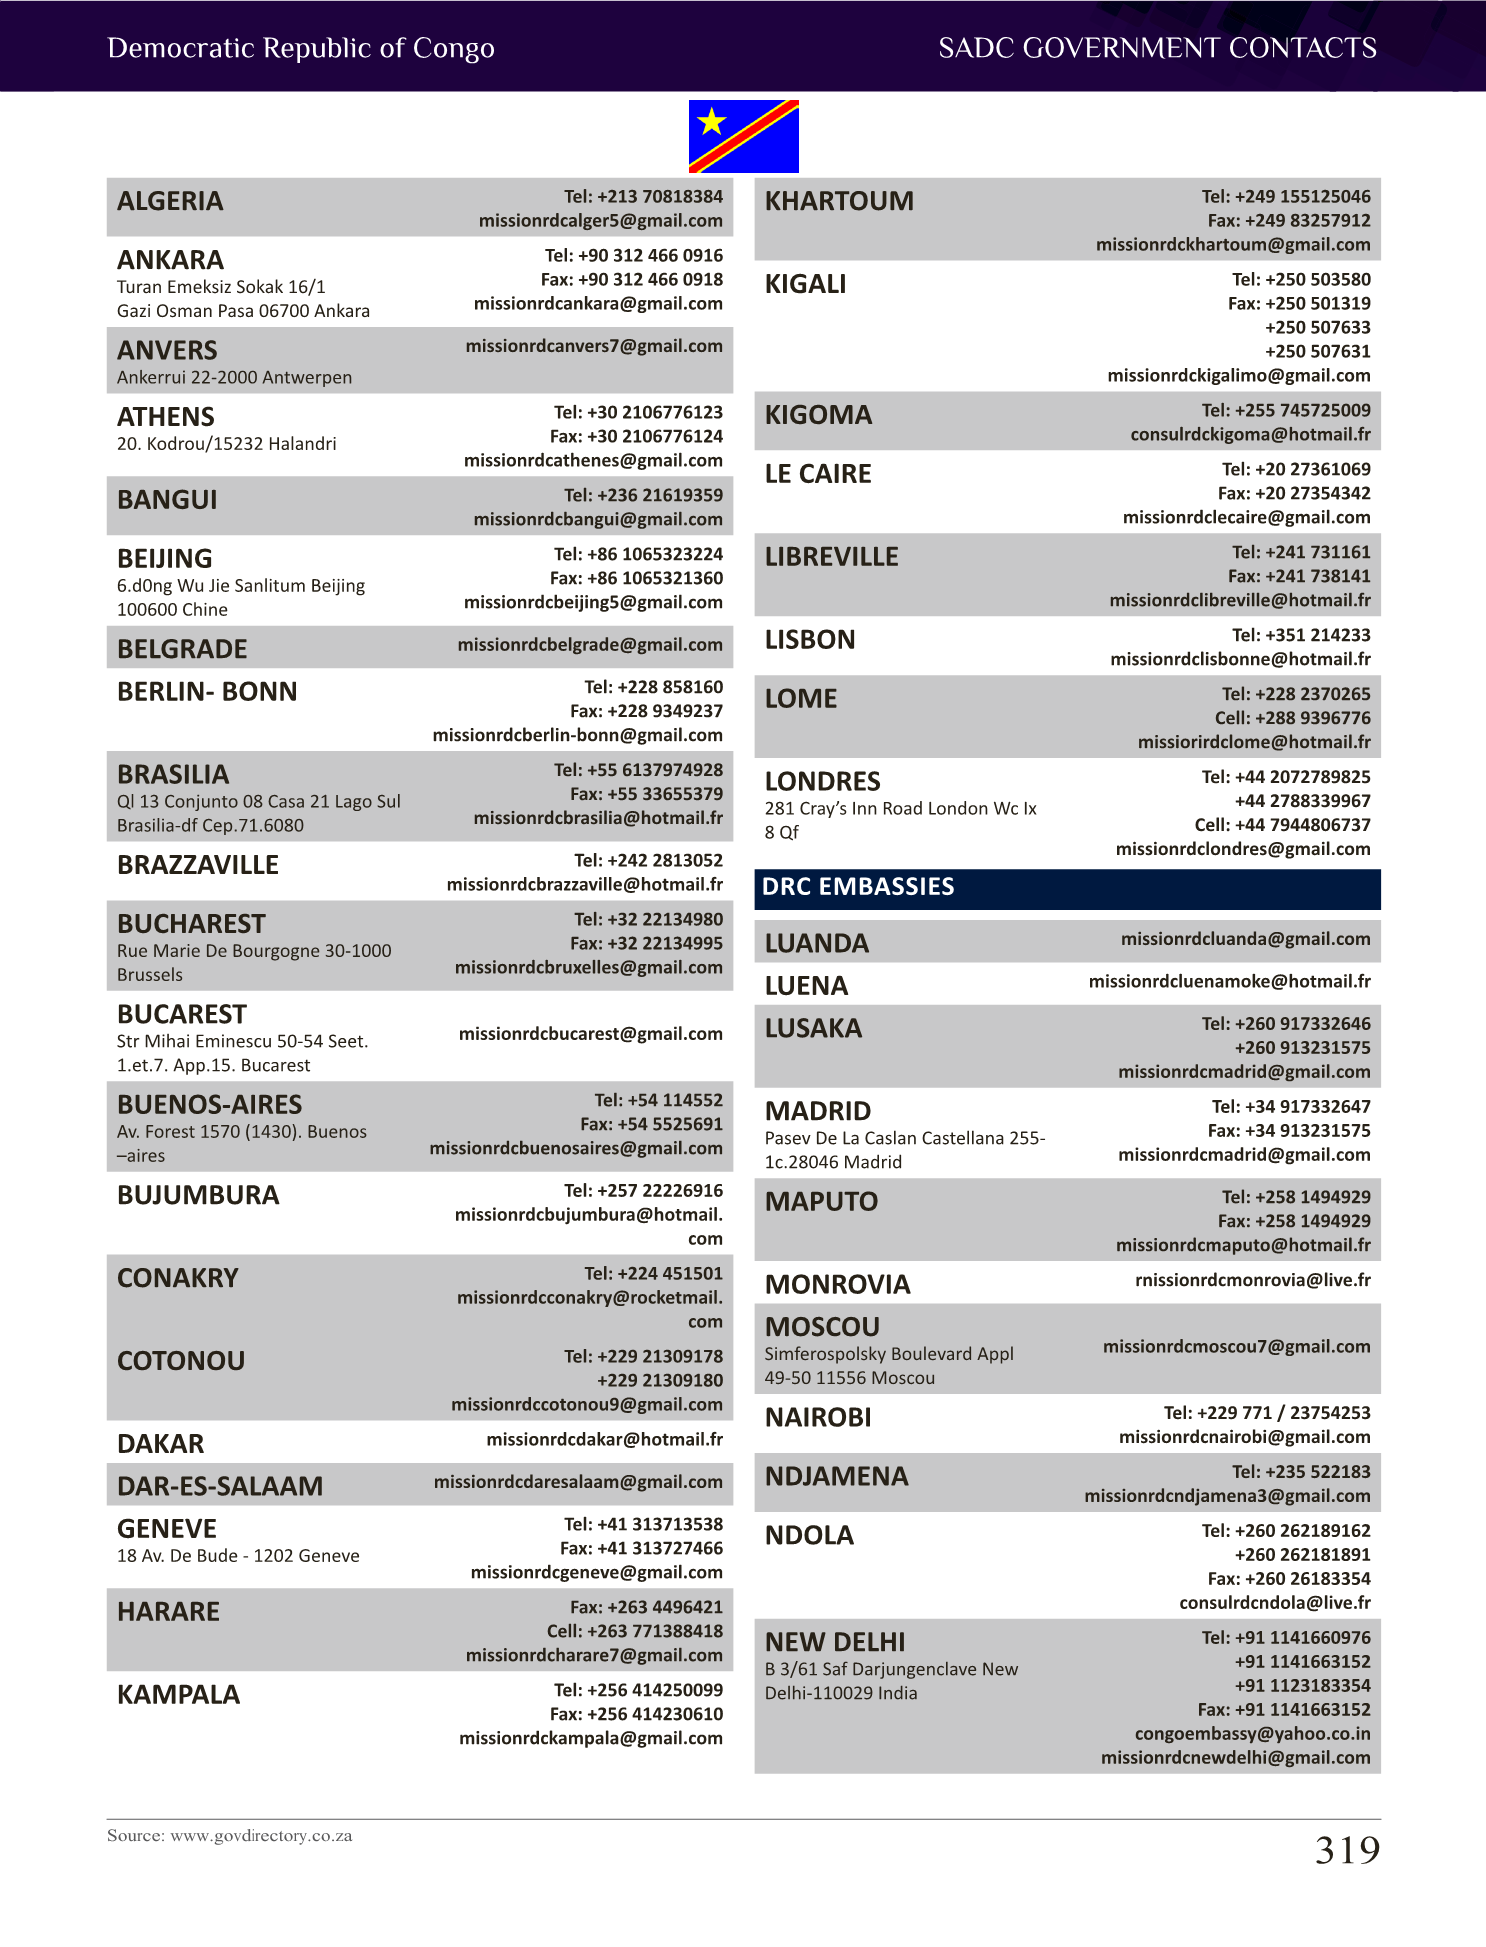 Democratic Republic of Congo
SADC GOVERNMENT CONTACTS
ALGERIA
Tel: +213 70818384
missionrdcalger5@gmail.com
ANKARA
Turan Emeksiz Sokak 16/1
Gazi Osman Pasa 06700 Ankara
Tel: +90 312 466 0916
Fax: +90 312 466 0918
missionrdcankara@gmail.com
ANVERS
Ankerrui 22-2000 Antwerpen
missionrdcanvers7@gmail.com
ATHENS
20. Kodrou/15232 Halandri
Tel: +30 2106776123
Fax: +30 2106776124
missionrdcathenes@gmail.com
BANGUI
Tel: +236 21619359
missionrdcbangui@gmail.com
BEIJING
6.d0ng Wu Jie Sanlitum Beijing
100600 Chine
Tel: +86 1065323224
Fax: +86 1065321360
missionrdcbeijing5@gmail.com
BELGRADE
missionrdcbelgrade@gmail.com
BERLIN- BONN
Tel: +228 858160
Fax: +228 9349237
missionrdcberlin-bonn@gmail.com
BRASILIA
Ql 13 Conjunto 08 Casa 21 Lago Sul
Brasilia-df Cep.71.6080
Tel: +55 6137974928
Fax: +55 33655379
missionrdcbrasilia@hotmail.fr
BRAZZAVILLE
Tel: +242 2813052
missionrdcbrazzaville@hotmail.fr
BUCHAREST
Rue Marie De Bourgogne 30-1000
Brussels
Tel: +32 22134980
Fax: +32 22134995
missionrdcbruxelles@gmail.com
BUCAREST
Str Mihai Eminescu 50-54 Seet.
1.et.7. App.15. Bucarest
missionrdcbucarest@gmail.com
BUENOS-AIRES
Av. Forest 1570 (1430). Buenos
–aires
Tel: +54 114552
Fax: +54 5525691
missionrdcbuenosaires@gmail.com
BUJUMBURA
Tel: +257 22226916
missionrdcbujumbura@hotmail.
com
CONAKRY
Tel: +224 451501
missionrdcconakry@rocketmail.
com
COTONOU
Tel: +229 21309178
+229 21309180
missionrdccotonou9@gmail.com
DAKAR
missionrdcdakar@hotmail.fr
DAR-ES-SALAAM
missionrdcdaresalaam@gmail.com
GENEVE
18 Av. De Bude - 1202 Geneve
Tel: +41 313713538
Fax: +41 313727466
missionrdcgeneve@gmail.com
HARARE
Fax: +263 4496421
Cell: +263 771388418
missionrdcharare7@gmail.com
KAMPALA
Tel: +256 414250099
Fax: +256 414230610
missionrdckampala@gmail.com
KHARTOUM
Tel: +249 155125046
Fax: +249 83257912
missionrdckhartoum@gmail.com
KIGALI
Tel: +250 503580
Fax: +250 501319
+250 507633
+250 507631
missionrdckigalimo@gmail.com
KIGOMA
Tel: +255 745725009
consulrdckigoma@hotmail.fr
LE CAIRE
Tel: +20 27361069
Fax: +20 27354342
missionrdclecaire@gmail.com
LIBREVILLE
Tel: +241 731161
Fax: +241 738141
missionrdclibreville@hotmail.fr
LISBON
Tel: +351 214233
missionrdclisbonne@hotmail.fr
LOME
Tel: +228 2370265
Cell: +288 9396776
missiorirdclome@hotmail.fr
LONDRES
281 Cray’s Inn Road London Wc Ix
8 Qf
Tel: +44 2072789825
+44 2788339967
Cell: +44 7944806737
missionrdclondres@gmail.com
DRC EMBASSIES
LUANDA
missionrdcluanda@gmail.com
LUENA
missionrdcluenamoke@hotmail.fr
LUSAKA
Tel: +260 917332646
+260 913231575
missionrdcmadrid@gmail.com
MADRID
Pasev De La Caslan Castellana 255-
1c.28046 Madrid
Tel: +34 917332647
Fax: +34 913231575
missionrdcmadrid@gmail.com
MAPUTO
Tel: +258 1494929
Fax: +258 1494929
missionrdcmaputo@hotmail.fr
MONROVIA
rnissionrdcmonrovia@live.fr
MOSCOU
Simferospolsky Boulevard Appl
49-50 11556 Moscou
missionrdcmoscou7@gmail.com
NAIROBI
Tel: +229 771 / 23754253
missionrdcnairobi@gmail.com
NDJAMENA
Tel: +235 522183
missionrdcndjamena3@gmail.com
NDOLA
Tel: +260 262189162
+260 262181891
Fax: +260 26183354
consulrdcndola@live.fr
NEW DELHI
B 3/61 Saf Darjungenclave New
Delhi-110029 India
Tel: +91 1141660976
+91 1141663152
+91 1123183354
Fax: +91 1141663152
congoembassy@yahoo.co.in
missionrdcnewdelhi@gmail.com
Source: www.govdirectory.co.za
319